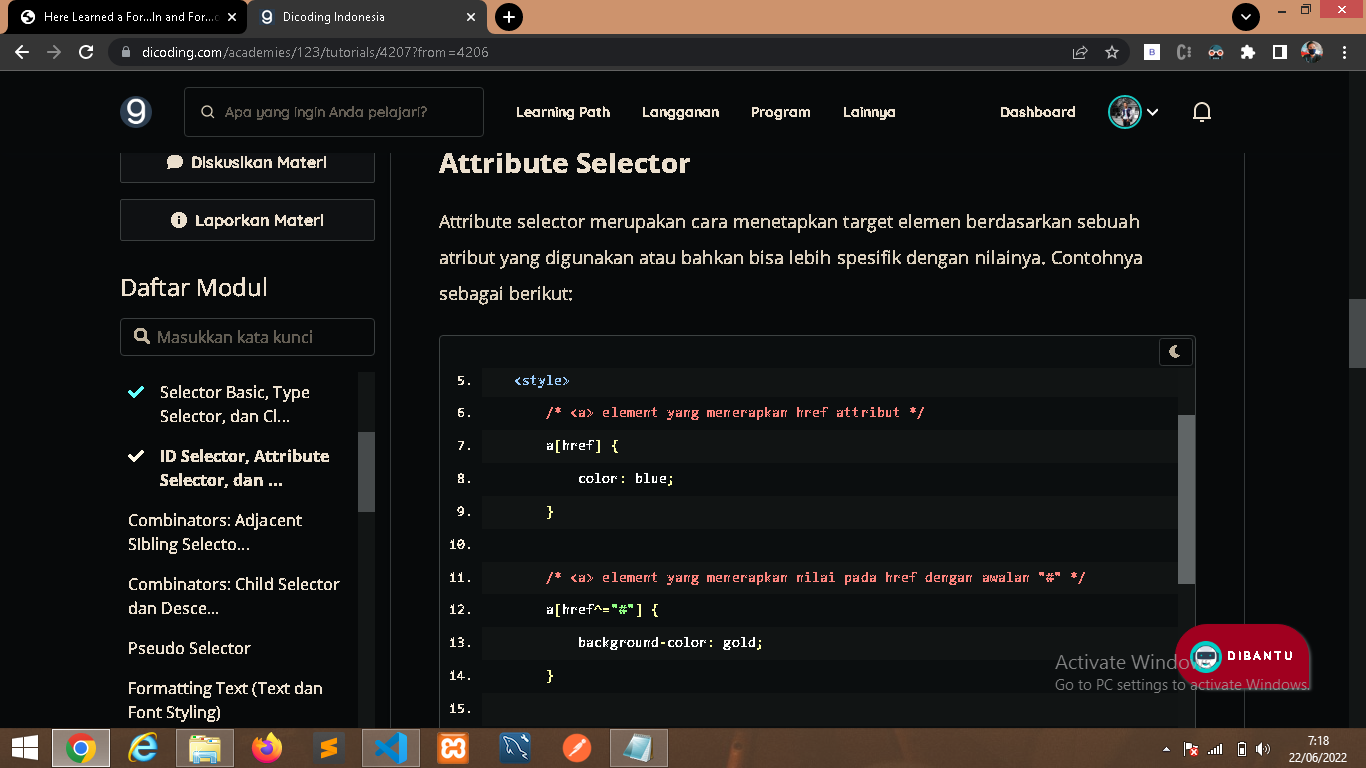 Here Learned a For...In and For...
Dicoding Indonesia
dicoding.com/academies/123/tutorials/4207?from=4206
Apa yang ingin Anda pelajari?
Learning Path
Langganan
Program
Lainnya
Dashboard
Diskusikan Materi
Laporkan Materi
Daftar Modul
Masukkan kata kunci
Selector Basic, Type
Selector, dan Cl...
ID Selector, Attribute
Selector, dan ...
Combinators: Adjacent
Sibling Selecto...
Combinators: Child Selector
dan Desce...
Pseudo Selector
Formatting Text (Text dan
Font Styling)
Attribute Selector
Attribute selector merupakan cara menetapkan target elemen berdasarkan sebuah
atribut yang digunakan atau bahkan bisa lebih spesifik dengan nilainya. Contohnya
sebagai berikut:
5. <style>
6. /* <a> element yang menerapkan href attribut */
7. a[href] {
8. color: blue;
9. }
10.
11. /* <a> element yang menerapkan nilai pada href dengan awalan "#" */
12. a[href^="#"] {
13. background-color: gold;
14. }
15.
DIBANTU
Activate Windo
Go to PC settings to activate Windows.
7:18
22/06/2022